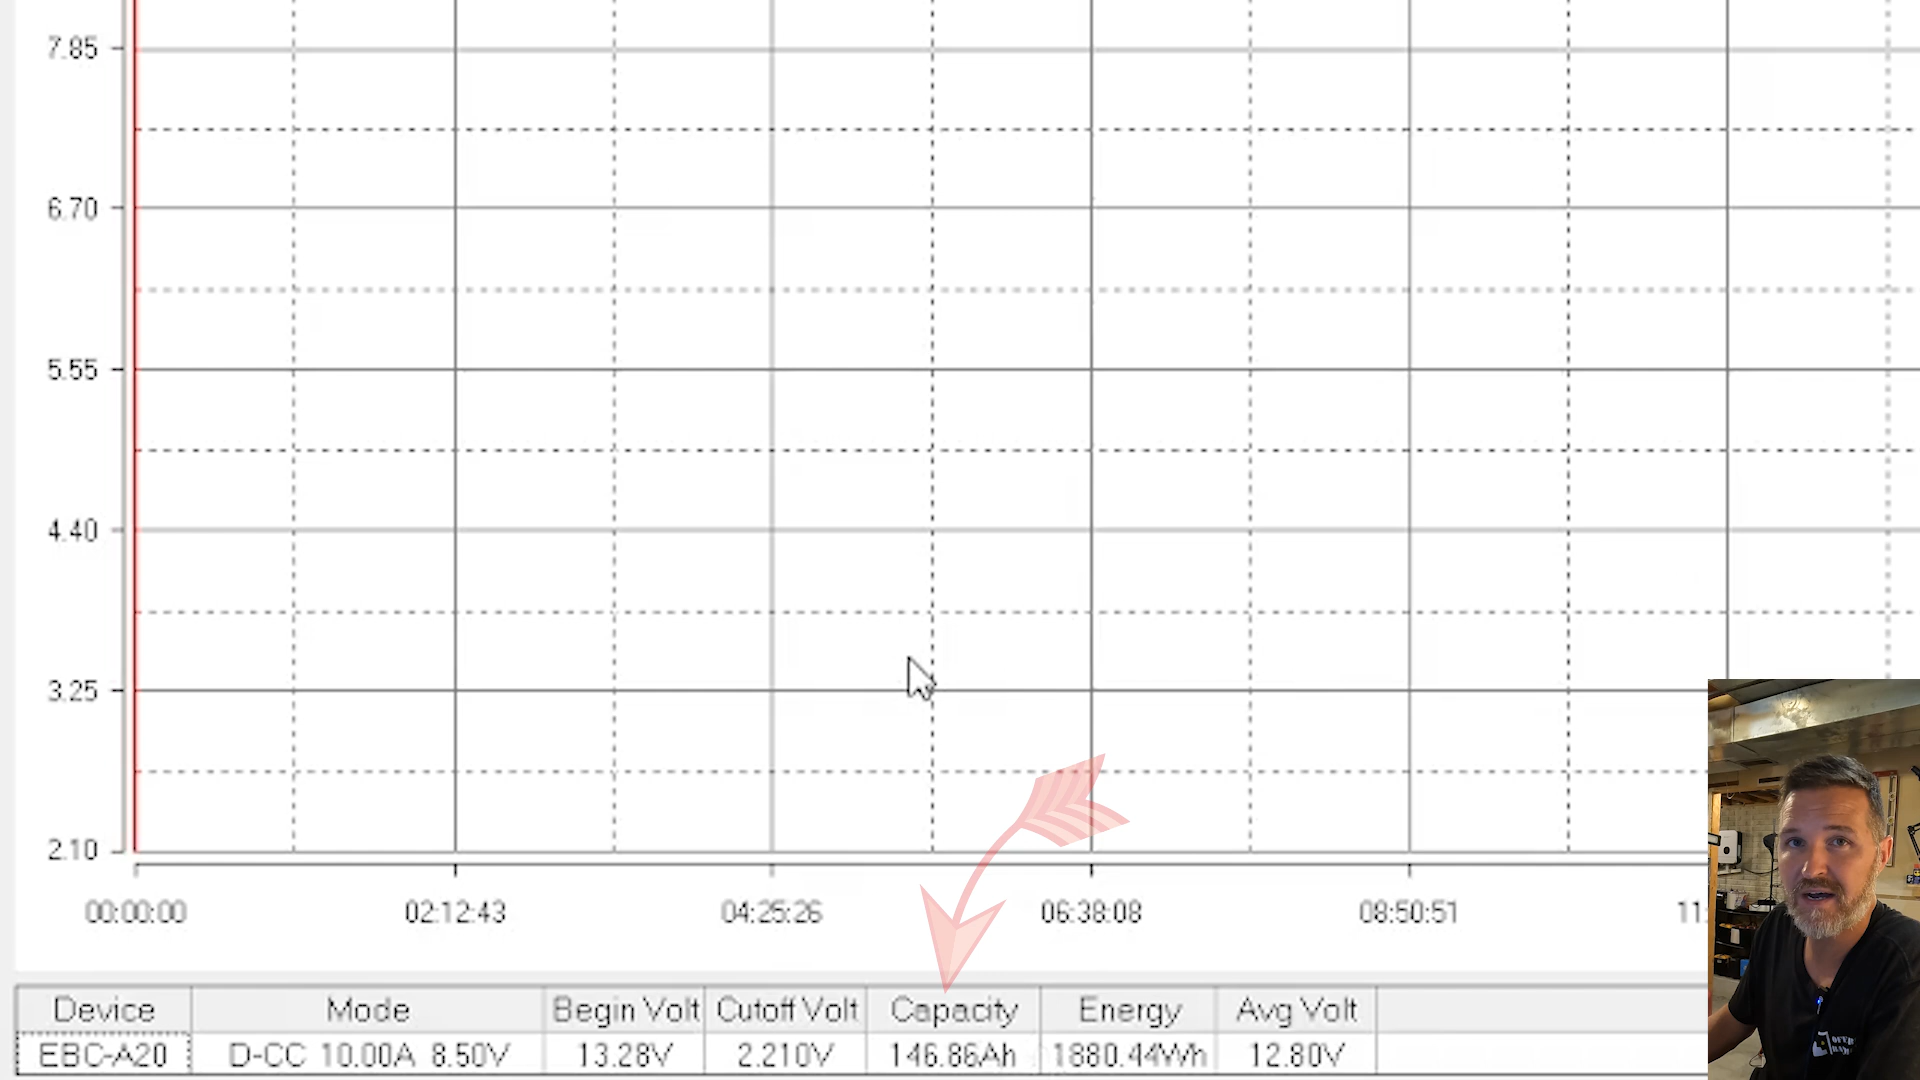 7.85
6.70
5.55
4.40
3.25
2.10
00:00:00 02:12:43 04:25:26 06:38:08 08:50:51 11:
Device Mode Begin Volt Cutoff Volt Capacity Energy Avg Volt
EBC-A20 D-CC 10.00A 8.50V 13.28V 2.210V 146.86Ah 1880.44Wh 12.80V